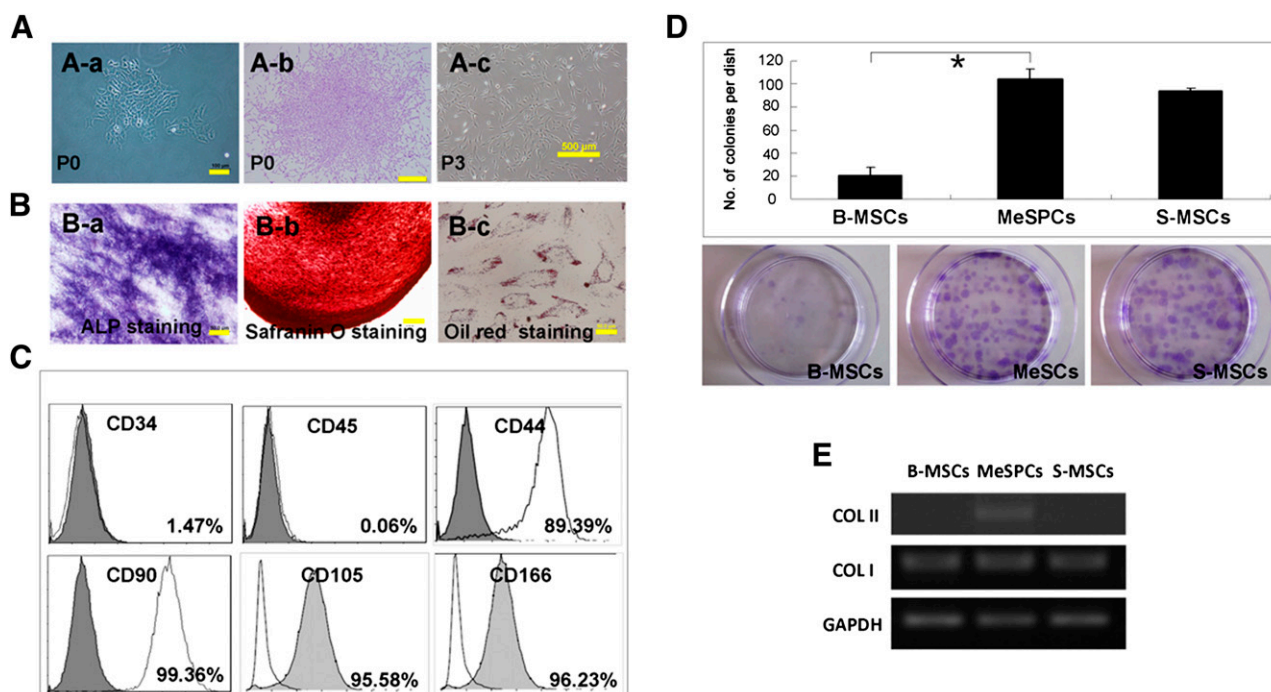 A
A-a
P0
A-b
P0
A-c
500 µm
P3
B
B-a
ALP staining
B-b
Safranin O staining
B-c
Oil red staining
C
CD34
1.47%
CD45
0.06%
CD44
89.39%
CD90
99.36%
CD105
95.58%
CD166
96.23%
D
No. of colonies per dish
120
100
80
60
40
20
0
*
B-MSCs
MeSPCs
S-MSCs
B-MSCs
MeSCs
S-MSCs
E
B-MSCs MeSPCs S-MSCs
COL II
COL I
GAPDH